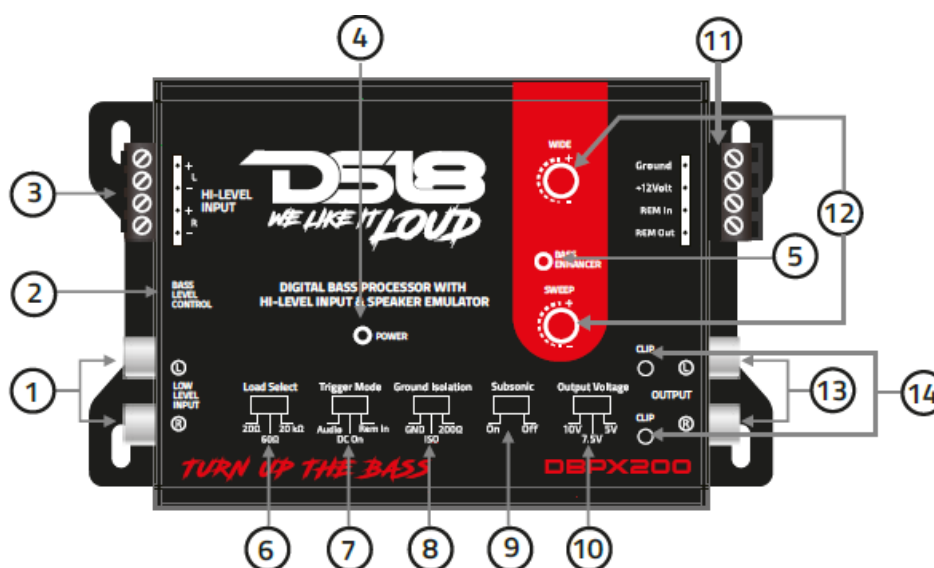 4
11
3
+
L
-
+
R
-
HI-LEVEL
INPUT
DS18
WE LIKE IT LOUD
WIDE
+
-
Ground
+12Volt
REM In
REM Out
12
2
BASS
LEVEL
CONTROL
DIGITAL BASS PROCESSOR WITH
HI-LEVEL INPUT & SPEAKER EMULATOR
POWER
BASS
ENHANCER
5
SWEEP
+
-
1
L
LOW
LEVEL
INPUT
R
Load Select
20Ω 20 kΩ
60Ω
Trigger Mode
Audio Rem In
DC On
Ground Isolation
GND 200Ω
ISO
Subsonic
On Off
Output Voltage
10V 5V
7.5V
CLIP
L
OUTPUT
CLIP
R
13
14
TURN UP THE BASS
DBPX200
6
7
8
9
10